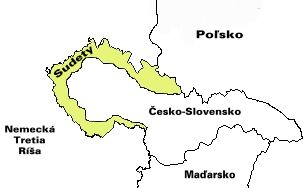 Poľsko
Sudety
Česko-Slovensko
Nemecká
Tretia
Ríša
Maďarsko